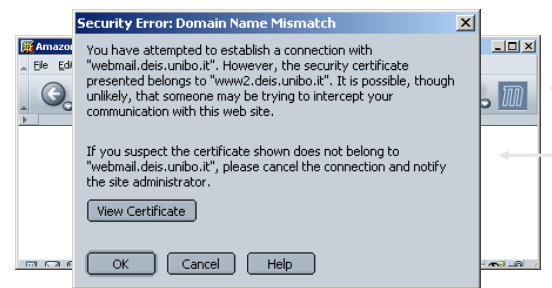 Security Error: Domain Name Mismatch
Amazo
File Edi
You have attempted to establish a connection with
"webmail.deis.unibo.it". However, the security certificate
presented belongs to "www2.deis.unibo.it". It is possible, though
unlikely, that someone may be trying to intercept your
communication with this web site.
If you suspect the certificate shown does not belong to
"webmail.deis.unibo.it", please cancel the connection and notify
the site administrator.
View Certificate
OK Cancel Help